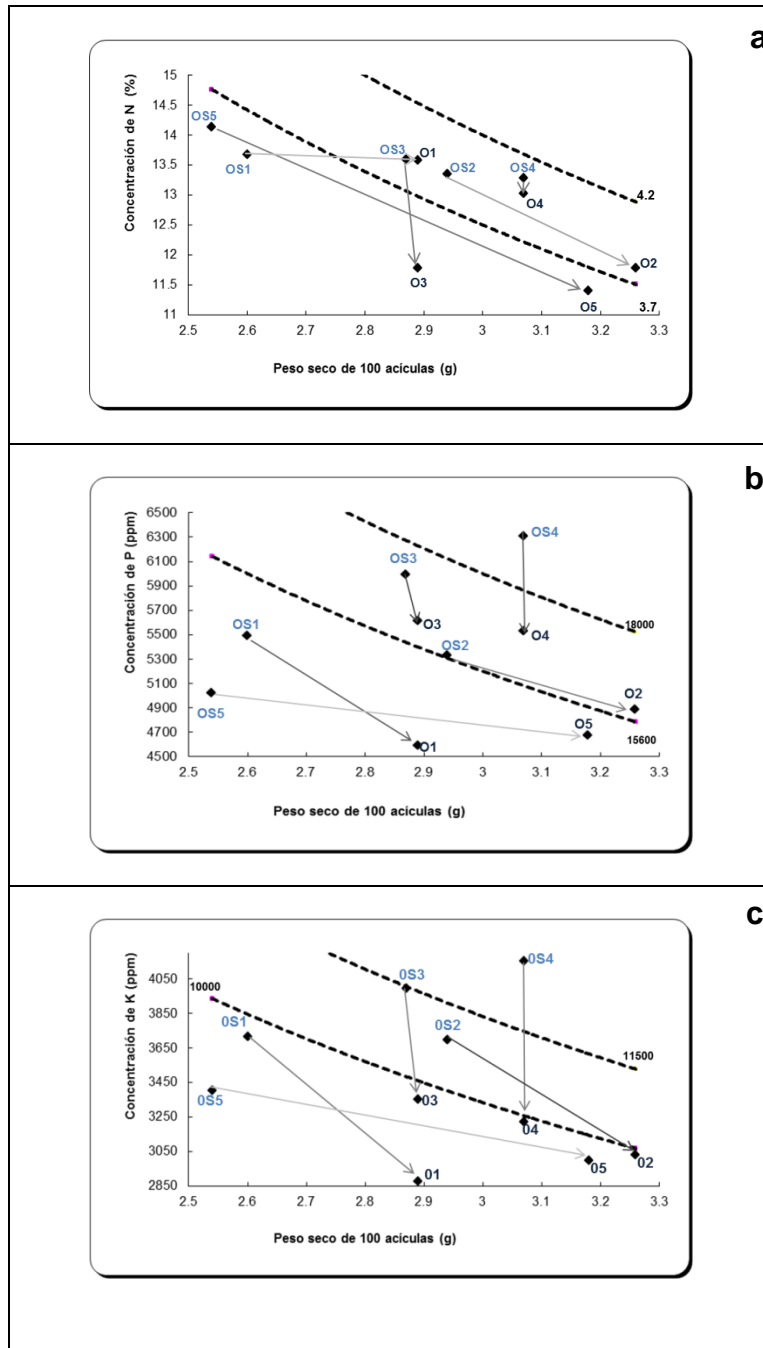 a
Concentración de N (%)
15
14.5
14
13.5
13
12.5
12
11.5
11
OS5
OS1
OS3
O1
OS2
OS4
O4
4.2
O3
O2
O5
3.7
2.5 2.6 2.7 2.8 2.9 3 3.1 3.2 3.3
Peso seco de 100 acículas (g)
b
Concentración de P (ppm)
6500
6300
6100
5900
5700
5500
5300
5100
4900
4700
4500
OS4
OS3
OS1
O3
O4
18000
OS2
OS5
O2
O5
O1
15600
2.5 2.6 2.7 2.8 2.9 3 3.1 3.2 3.3
Peso seco de 100 acículas (g)
c
Concentración de K (ppm)
4050
3850
3650
3450
3250
3050
2850
10000
0S3
0S4
0S1
0S2
11500
0S5
03
04
02
05
01
2.5 2.6 2.7 2.8 2.9 3 3.1 3.2 3.3
Peso seco de 100 acículas (g)